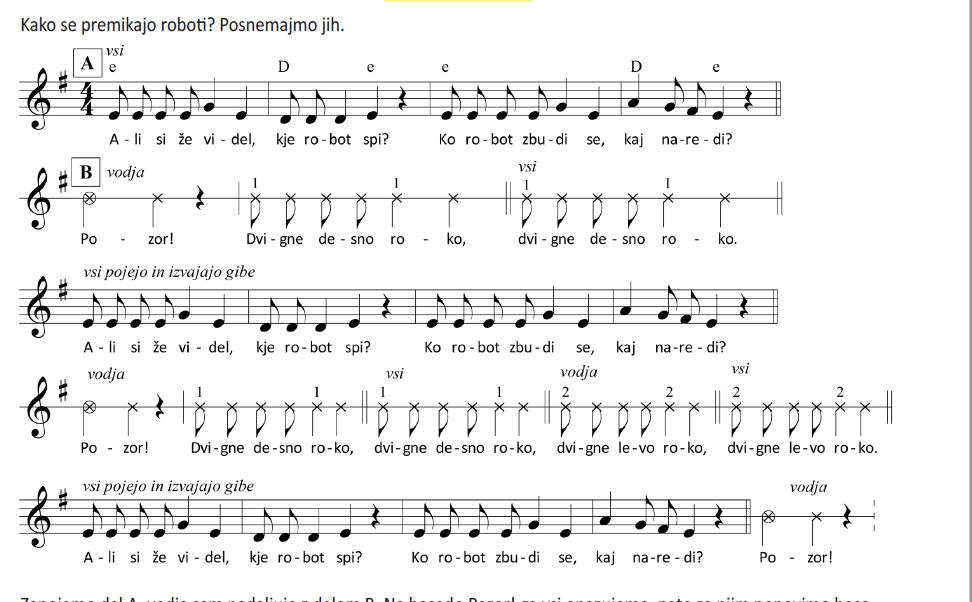 Kako se premikajo roboti? Posnemajmo jih.
A vsi
e D e e D e
A - li si že vi - del, kje ro - bot spi? Ko ro - bot zbu - di se, kaj na - re - di?
B vodja vsi
1 1 1 1
Po - zor! Dvi - gne de - sno ro - ko, dvi - gne de - sno ro - ko.
vsi pojejo in izvajajo gibe
A - li si že vi - del, kje ro - bot spi? Ko ro - bot zbu - di se, kaj na - re - di?
vodja vsi vodja vsi
1 1 1 1 2 2 2 2
Po - zor! Dvi - gne de - sno ro - ko, dvi - gne de - sno ro - ko, dvi - gne le - vo ro - ko, dvi - gne le - vo ro - ko.
vsi pojejo in izvajajo gibe vodja
A - li si že vi - del, kje ro - bot spi? Ko ro - bot zbu - di se, kaj na - re - di? Po - zor!